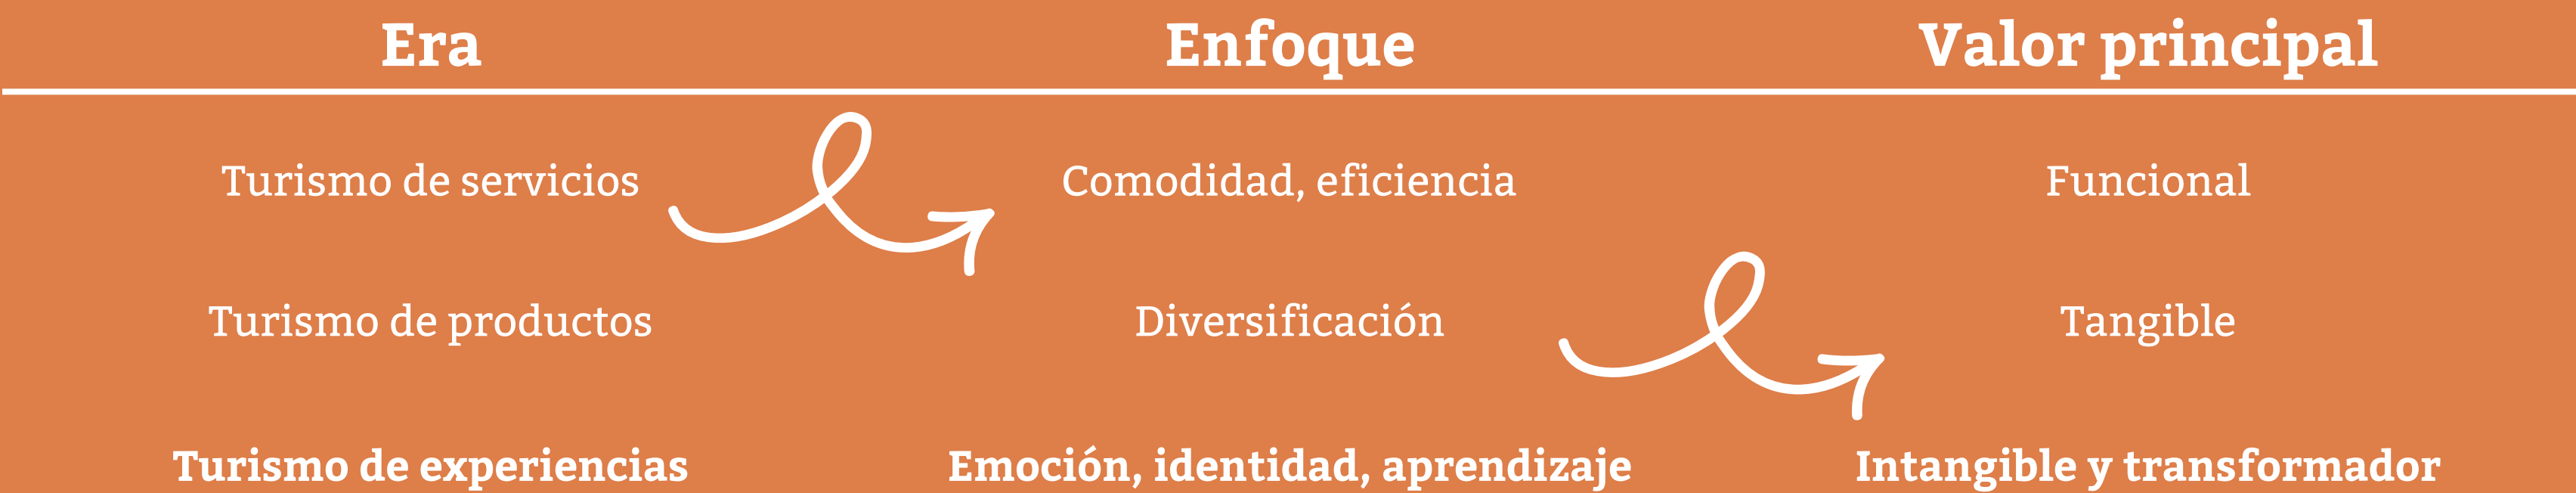 Era Enfoque Valor principal
Turismo de servicios Comodidad, eficiencia Funcional
Turismo de productos Diversificación Tangible
Turismo de experiencias Emoción, identidad, aprendizaje Intangible y transformador